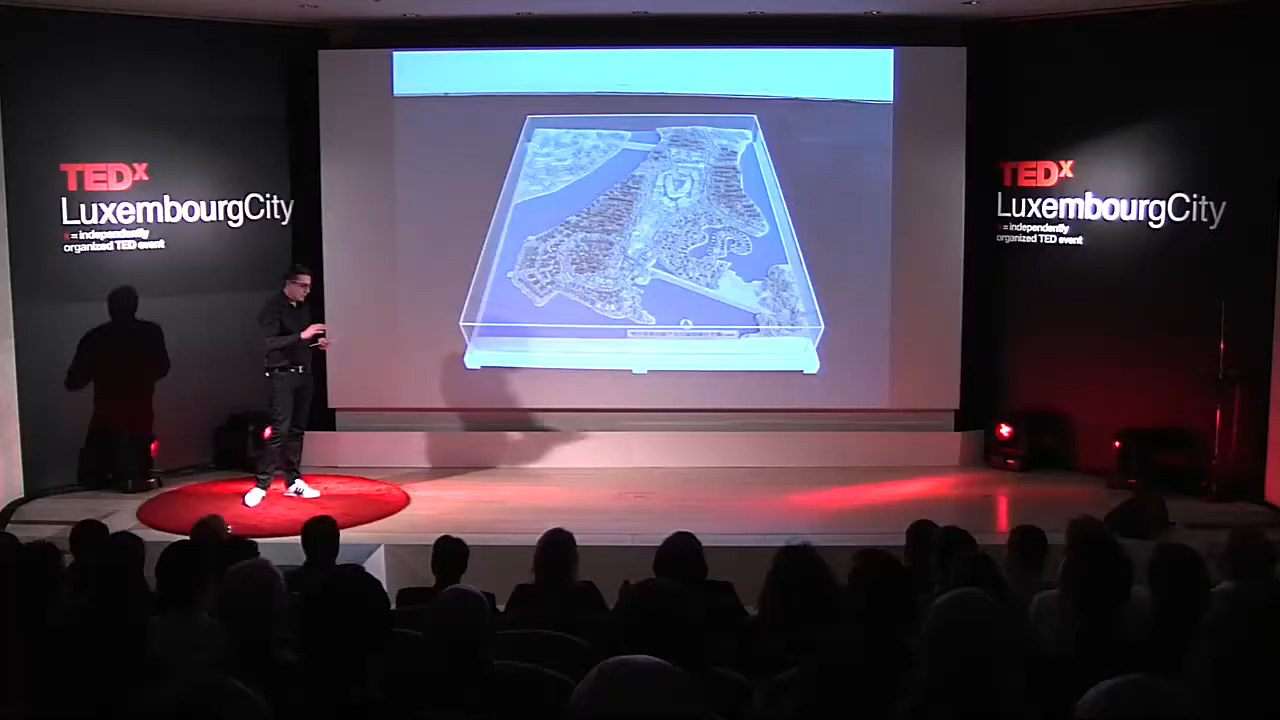 TEDx
LuxembourgCity
x = independently
organized TED event
TEDx
LuxembourgCity
x = independently
organized TED event